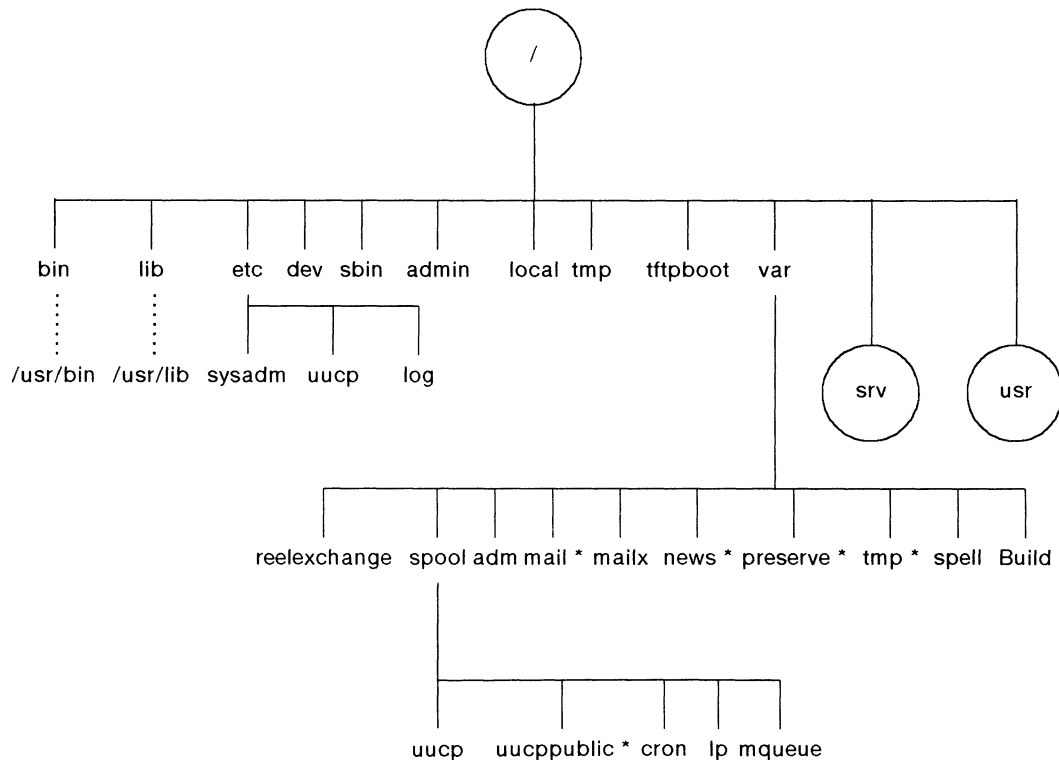 /
bin lib etc dev sbin admin local tmp tftpboot var
/usr/bin /usr/lib sysadm uucp log srv usr
reelexchange spool adm mail * mailx news * preserve * tmp * spell Build
uucp uucppublic * cron lp mqueue